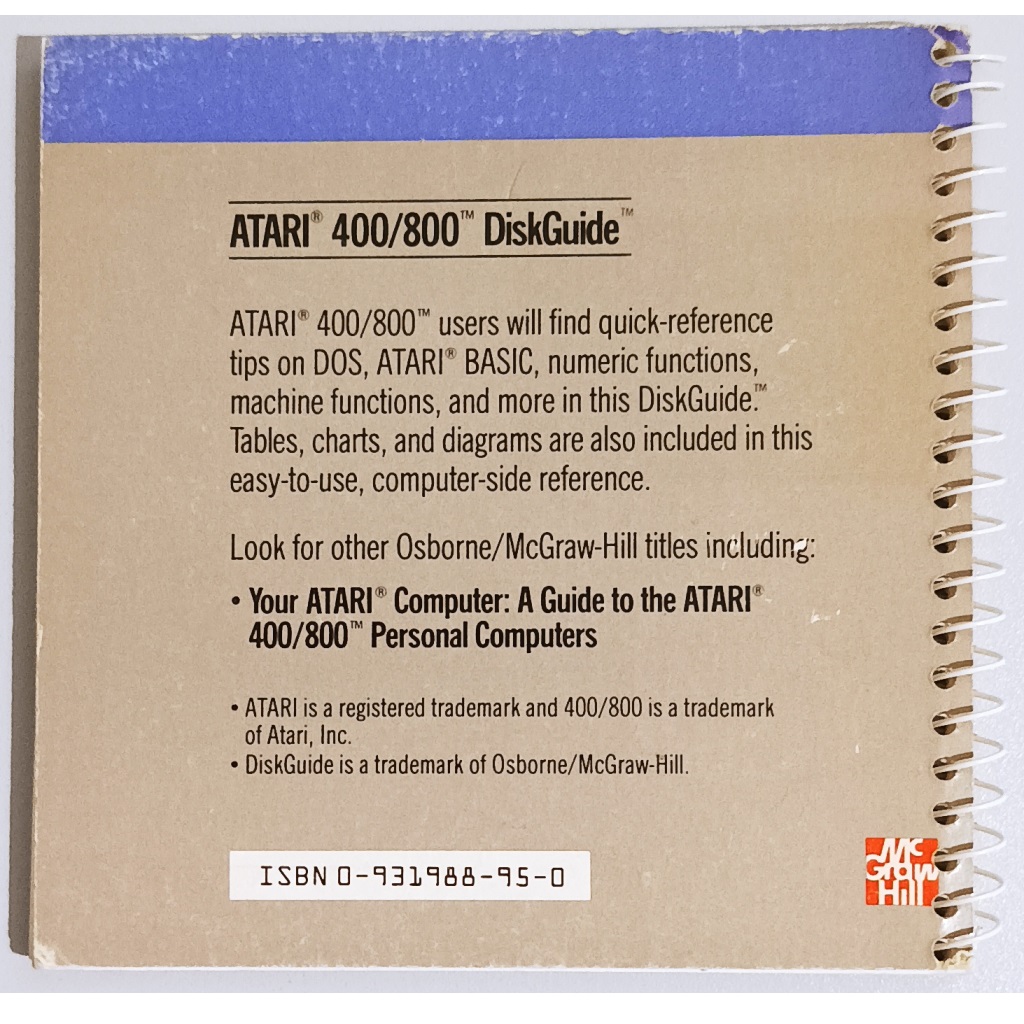 ATARI® 400/800™ DiskGuide™
ATARI® 400/800™ users will find quick-reference
tips on DOS, ATARI® BASIC, numeric functions,
machine functions, and more in this DiskGuide.™
Tables, charts, and diagrams are also included in this
easy-to-use, computer-side reference.
Look for other Osborne/McGraw-Hill titles including:
• Your ATARI® Computer: A Guide to the ATARI®
400/800™ Personal Computers
• ATARI is a registered trademark and 400/800 is a trademark
of Atari, Inc.
• DiskGuide is a trademark of Osborne/McGraw-Hill.
ISBN 0-931988-95-0
Mc
Graw
Hill